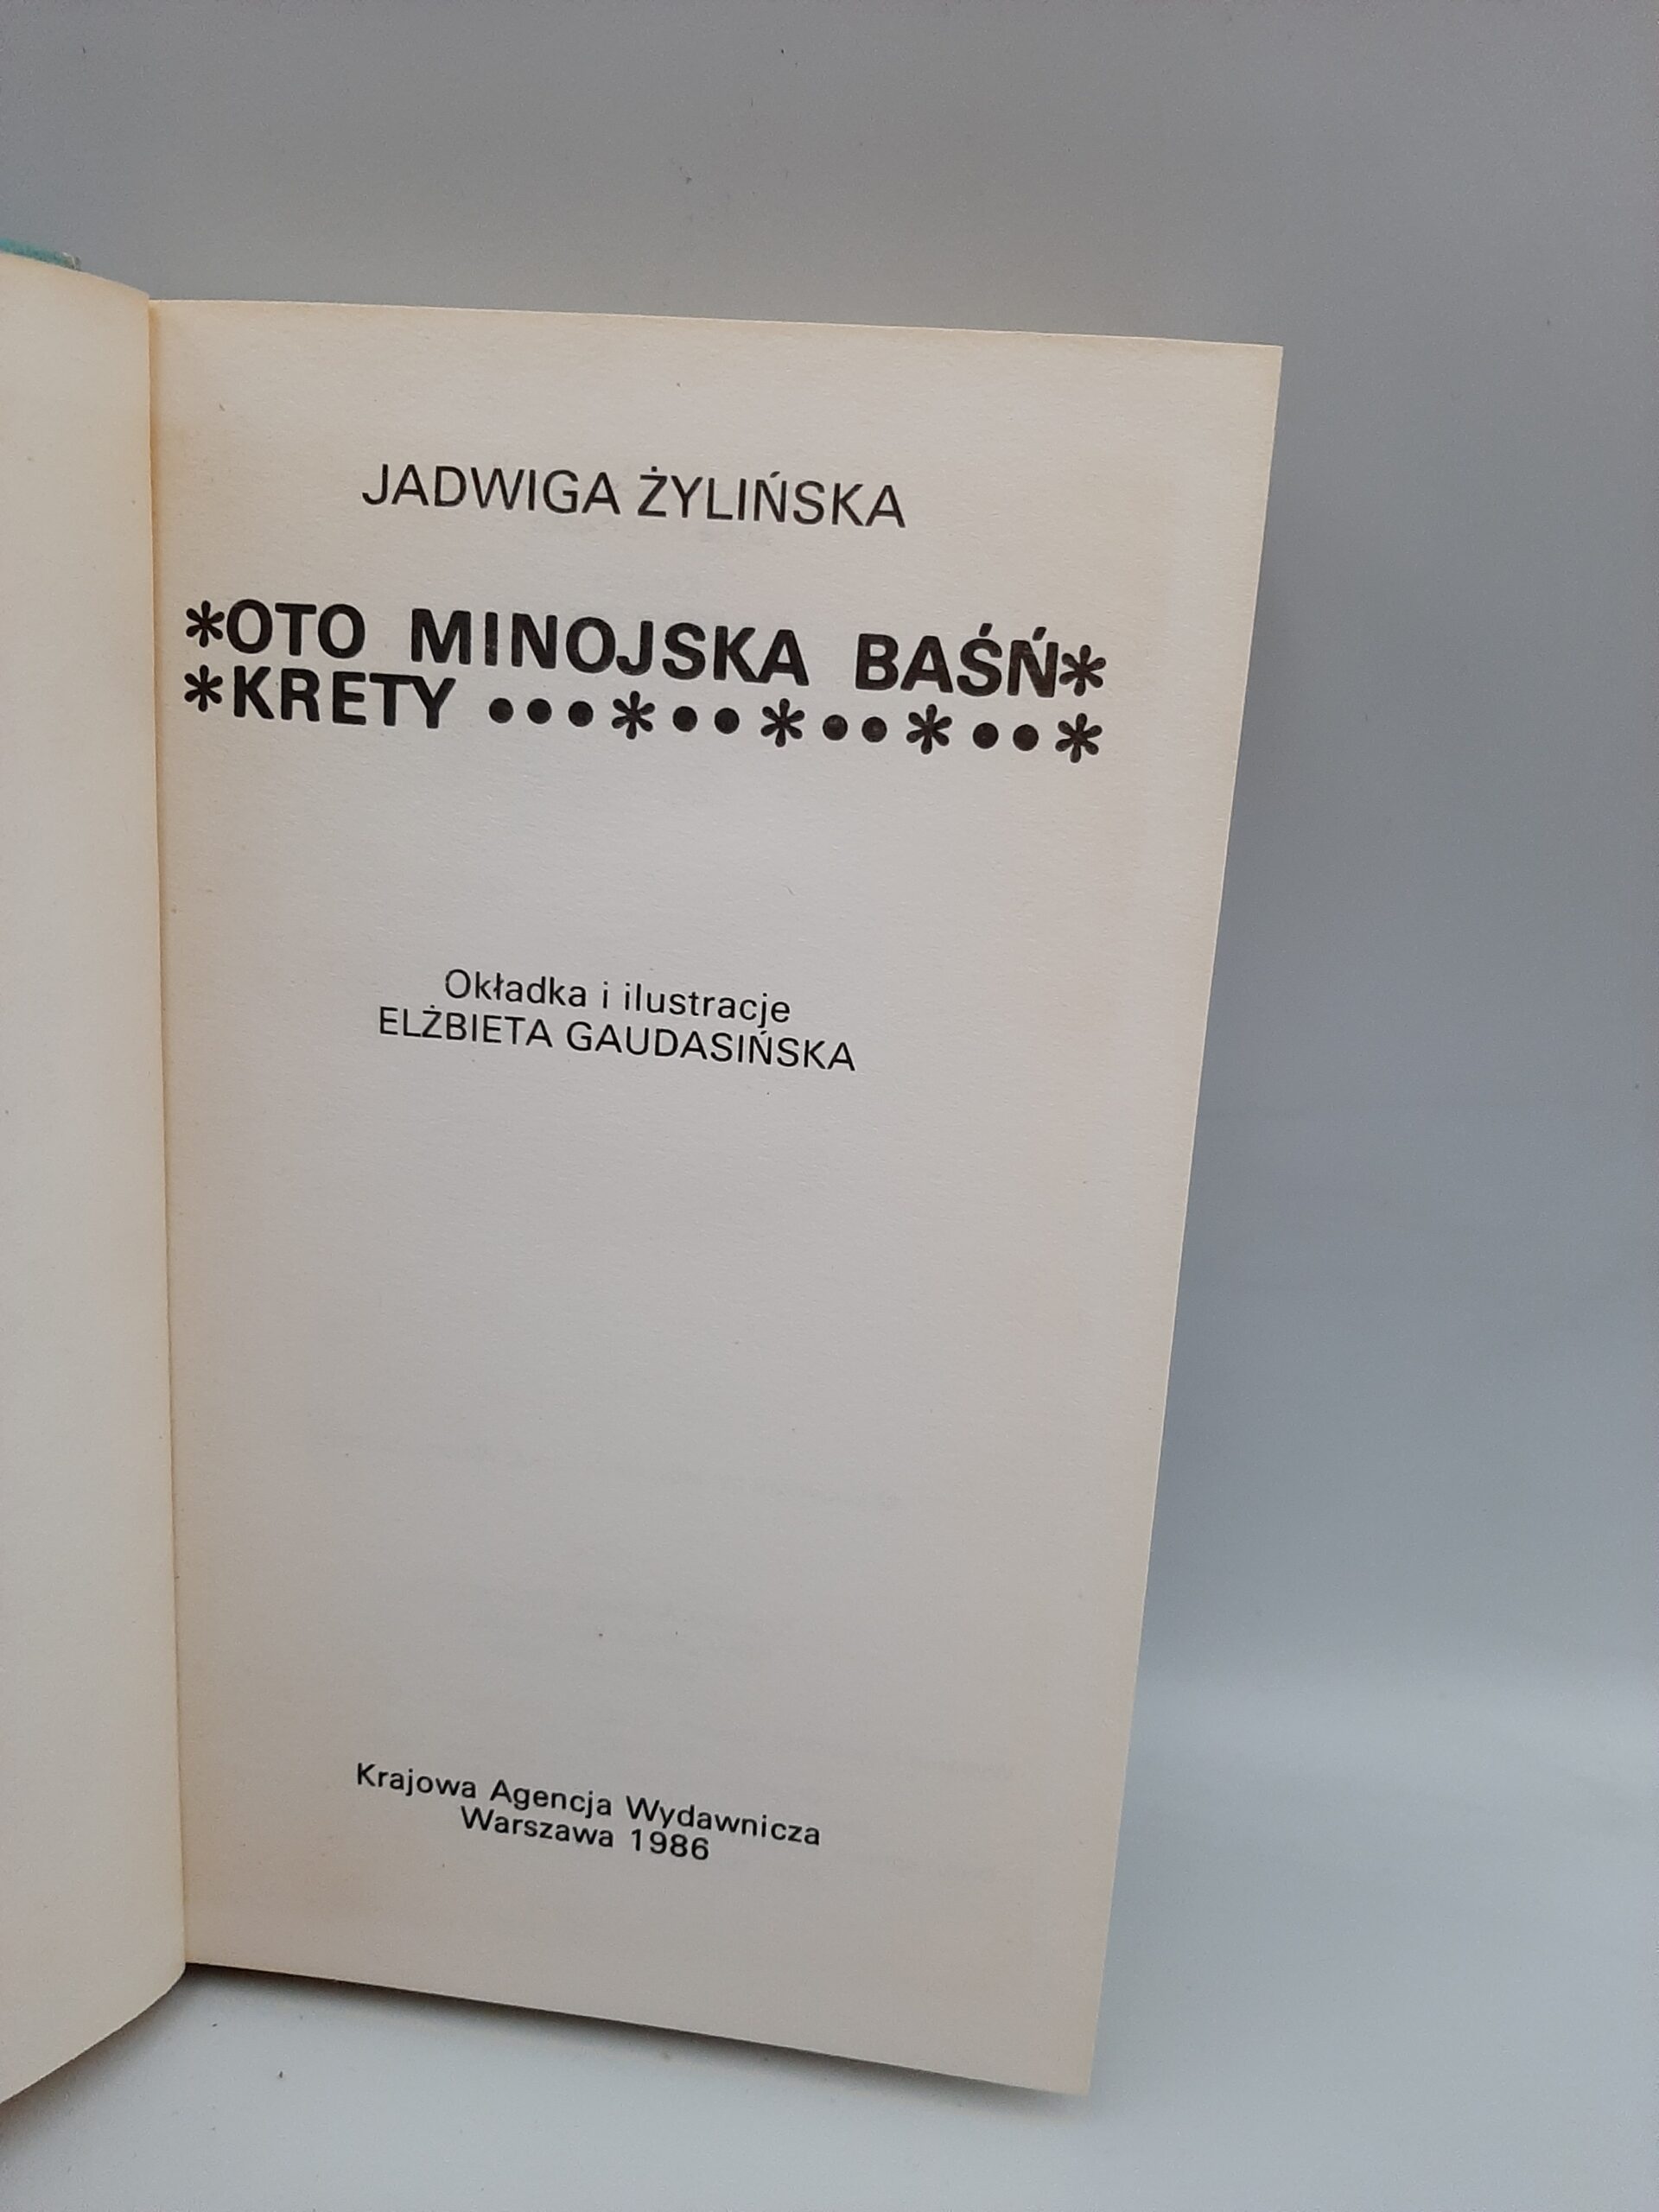 JADWIGA ŻYLIŃSKA
*OTO MINOJSKA BAŚŃ*
*KRETY •••*••*••*••*
Okładka i ilustracje
ELŻBIETA GAUDASIŃSKA
Krajowa Agencja Wydawnicza
Warszawa 1986